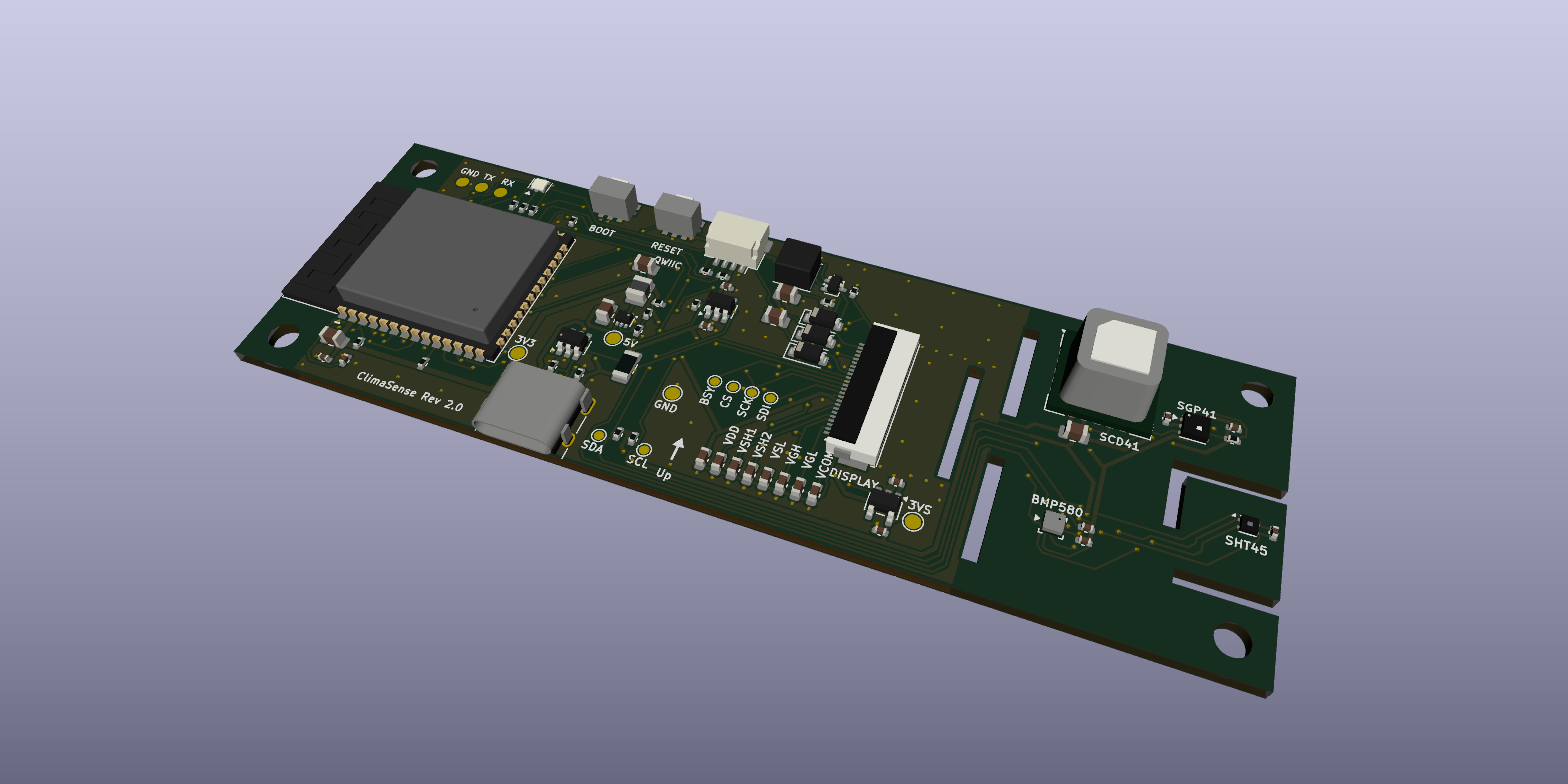 GND TX RX
BOOT
RESET
QWIIC
3V3
5V
ClimaSense Rev 2.0
GND
BSY
CS
SCK
SDI
SDA
SCL
Up
VDD
VSH1
VSH2
VSL
VGH
VGL
VCOM
DISPLAY
3VS
SCD41
SGP41
BMP580
SHT45